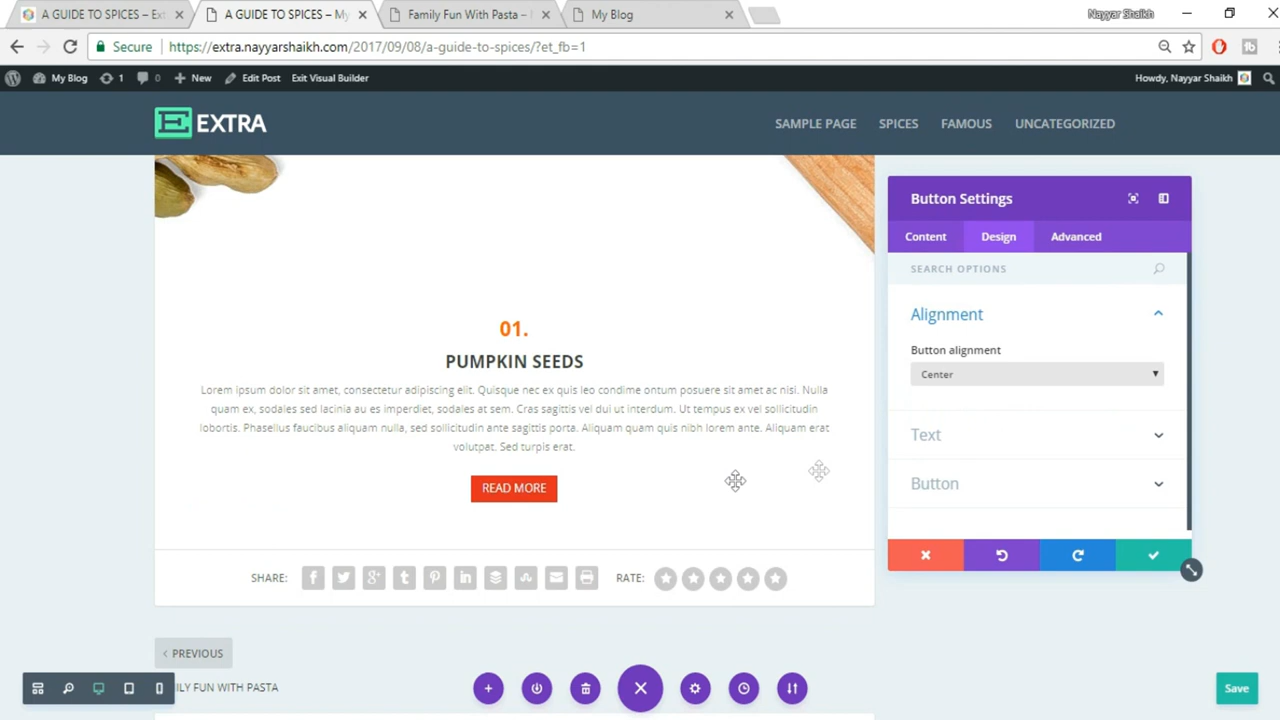 A GUIDE TO SPICES – Ex
A GUIDE TO SPICES – My
Family Fun With Pasta –
My Blog
Nayyar Shaikh
Secure
https://extra.nayyarshaikh.com/2017/09/08/a-guide-to-spices/?et_fb=1
My Blog
1
0
New
Edit Post
Exit Visual Builder
Howdy, Nayyar Shaikh
EXTRA
SAMPLE PAGE
SPICES
FAMOUS
UNCATEGORIZED
Button Settings
Content
Design
Advanced
SEARCH OPTIONS
Alignment
Button alignment
Center
Text
Button
01.
PUMPKIN SEEDS
Lorem ipsum dolor sit amet, consectetur adipiscing elit. Quisque nec ex quis leo condime ontum posuere sit amet ac nisi. Nulla
quam ex, sodales sed lacinia au es imperdiet, sodales at sem. Cras sagittis vel dui ut interdum. Ut tempus ex vel sollicitudin
lobortis. Phasellus faucibus aliquam nulla, sed sollicitudin ante sagittis porta. Aliquam quam quis nibh lorem ante. Aliquam erat
volutpat. Sed turpis erat.
READ MORE
SHARE:
RATE:
PREVIOUS
ILY FUN WITH PASTA
Save